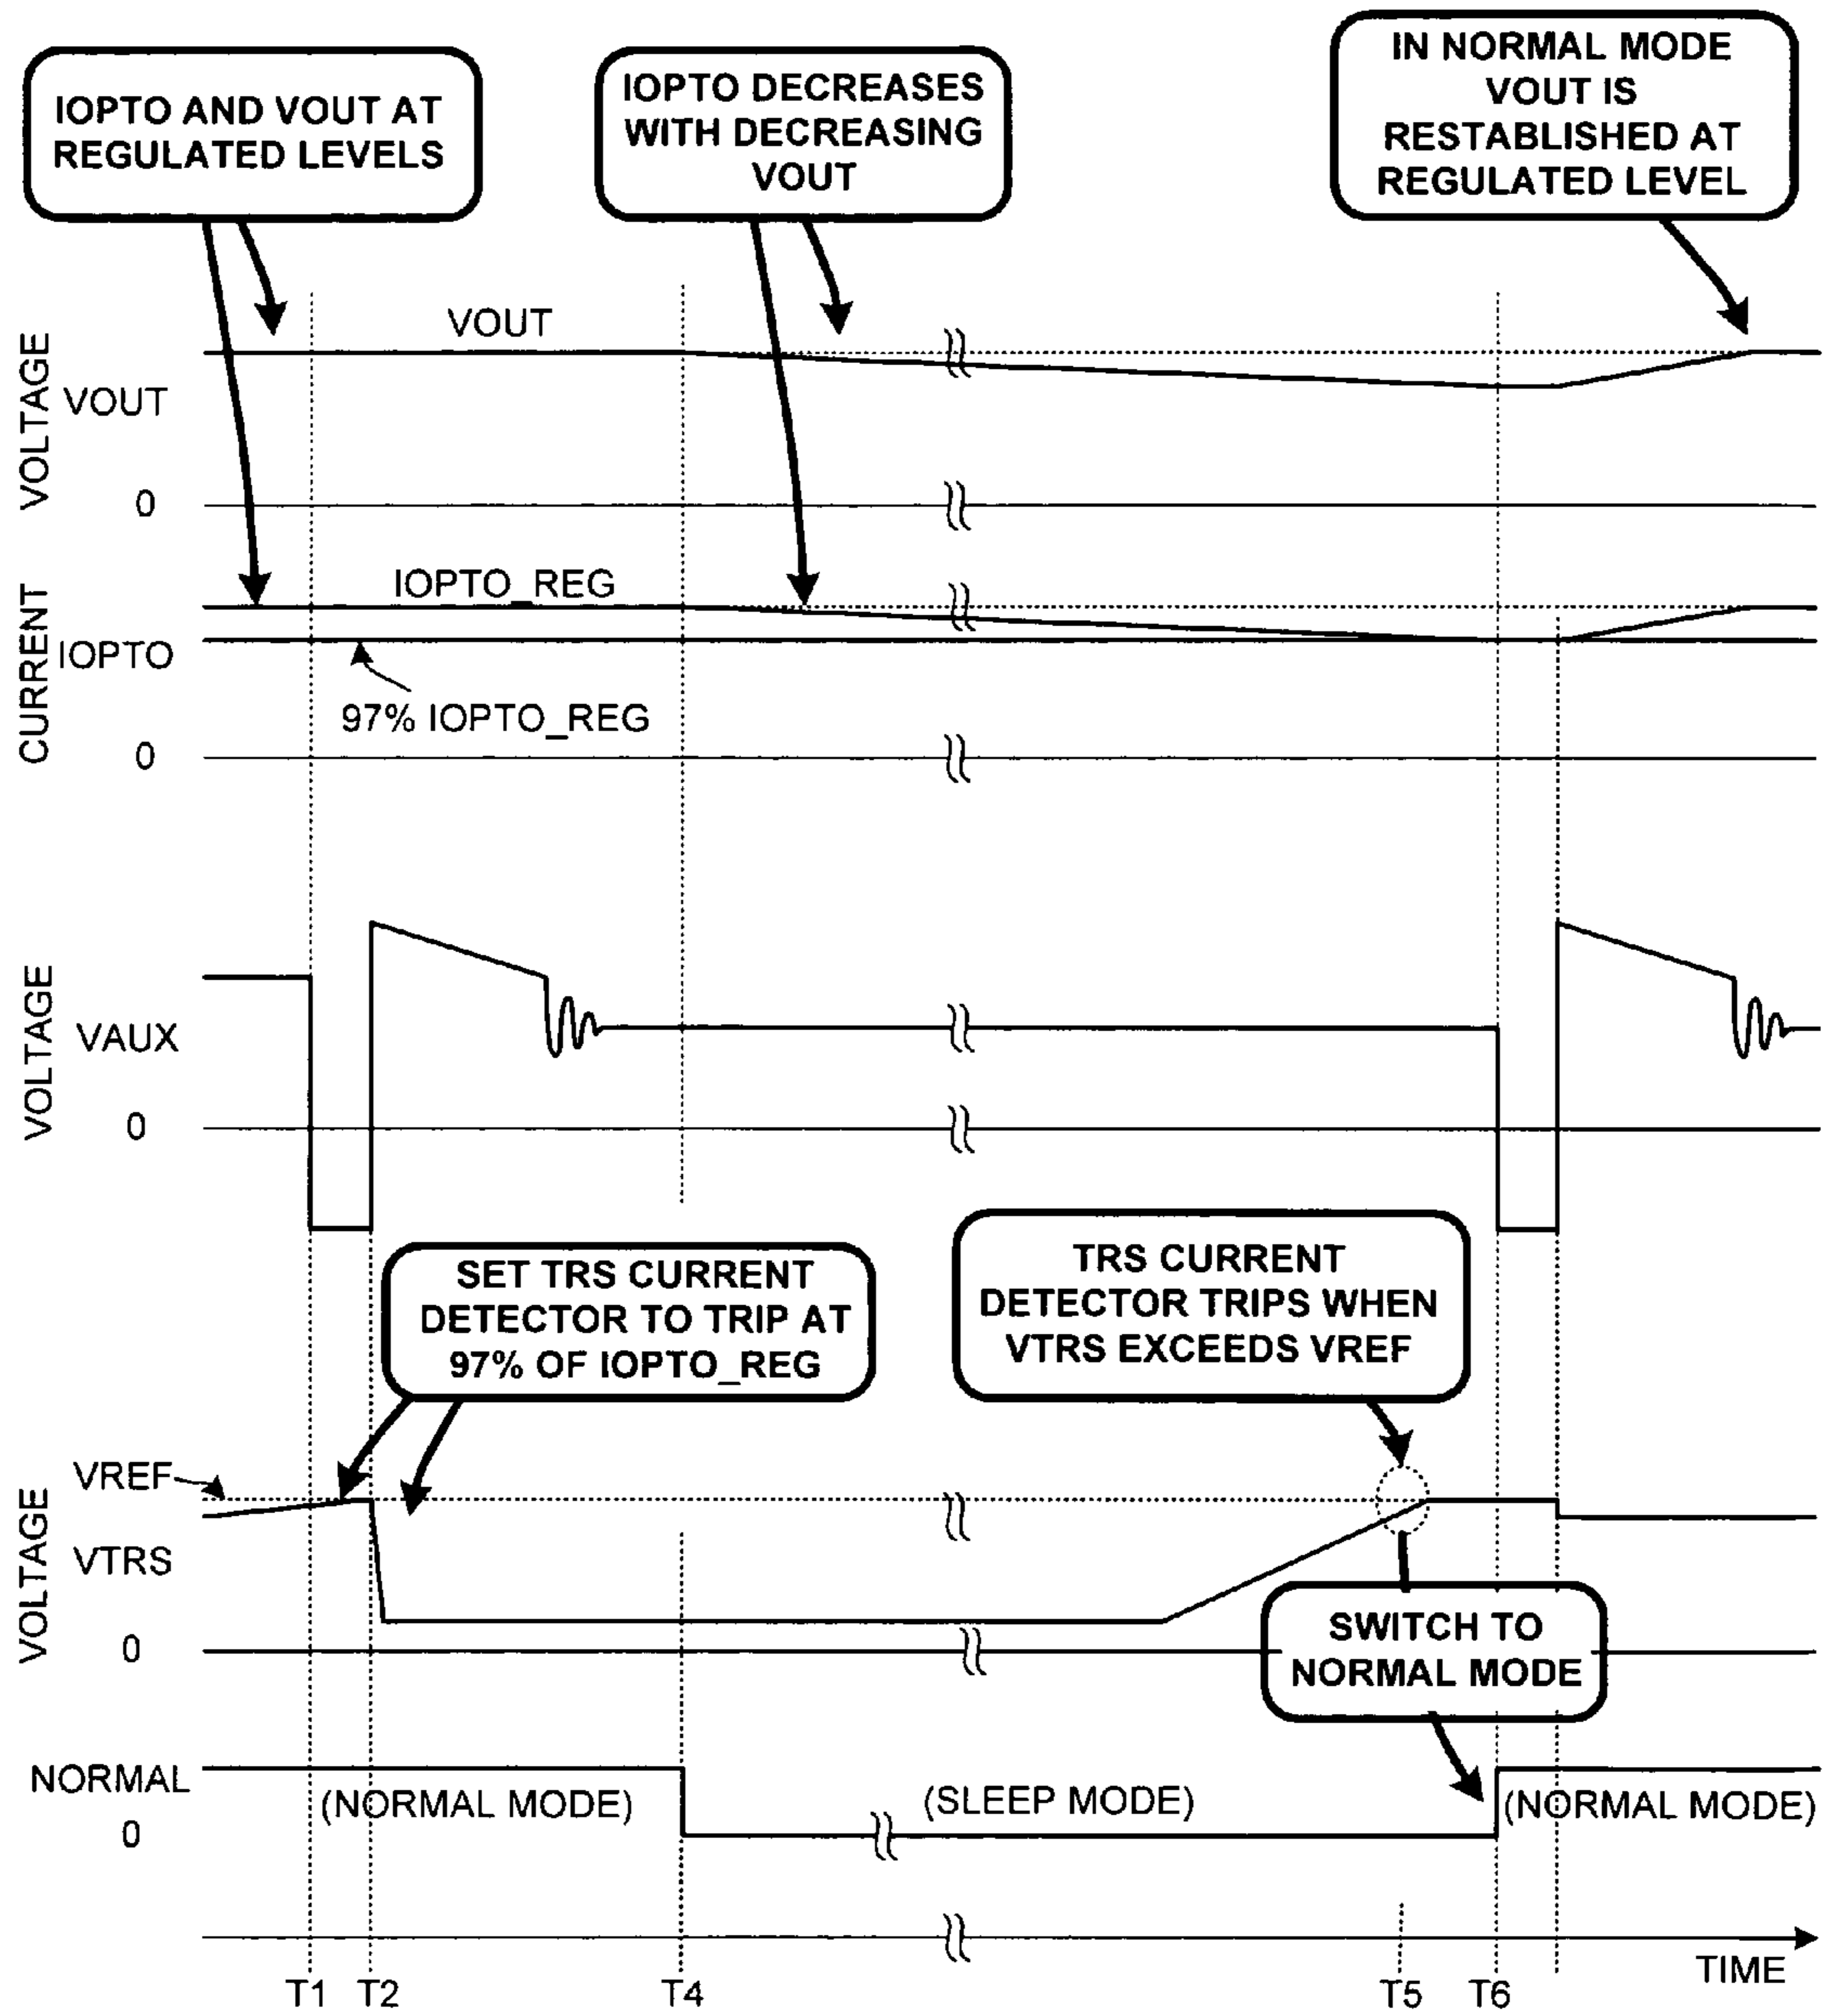 IOPTO AND VOUT AT
REGULATED LEVELS
IOPTO DECREASES
WITH DECREASING
VOUT
IN NORMAL MODE
VOUT IS
RESTABLISHED AT
REGULATED LEVEL
VOLTAGE
VOUT
VOUT
0
CURRENT
IOPTO_REG
IOPTO
97% IOPTO_REG
0
VOLTAGE
VAUX
0
SET TRS CURRENT
DETECTOR TO TRIP AT
97% OF IOPTO_REG
TRS CURRENT
DETECTOR TRIPS WHEN
VTRS EXCEEDS VREF
VOLTAGE
VREF
VTRS
0
SWITCH TO
NORMAL MODE
NORMAL
0
(NORMAL MODE)
(SLEEP MODE)
(NORMAL MODE)
TIME
T1 T2 T4 T5 T6